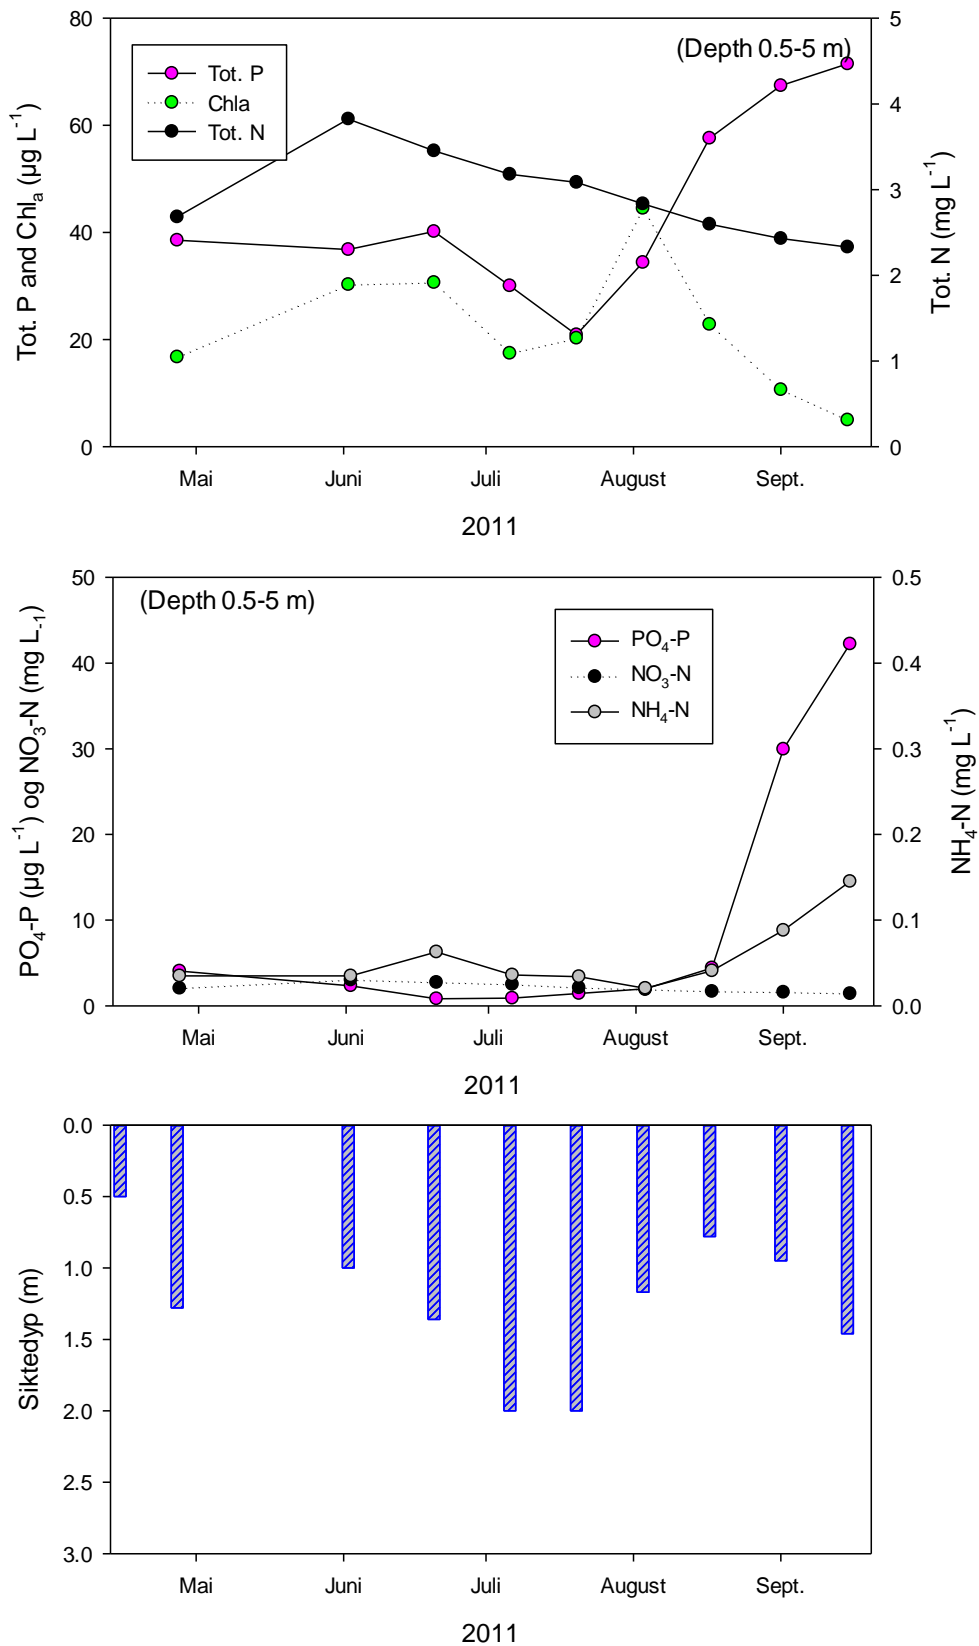 80
60
40
20
0
Tot. P and Chlₐ (µg L⁻¹)
(Depth 0.5-5 m)
Tot. P
Chla
Tot. N
5
4
3
2
1
0
Tot. N (mg L⁻¹)
Mai Juni Juli August Sept.
2011
50
40
30
20
10
0
PO₄-P (µg L⁻¹) og NO₃-N (mg L₋₁)
(Depth 0.5-5 m)
PO₄-P
NO₃-N
NH₄-N
0.5
0.4
0.3
0.2
0.1
0.0
NH₄-N (mg L⁻¹)
Mai Juni Juli August Sept.
2011
0.0
0.5
1.0
1.5
2.0
2.5
3.0
Siktedyp (m)
Mai Juni Juli August Sept.
2011